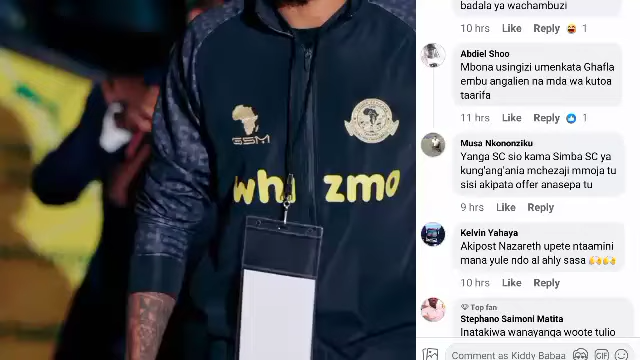 GSM
whi zmo
badala ya wachambuzi
10 hrs Like Reply 1
Abdiel Shoo
Mbona usingizi umenkata Ghafla
embu angalien na mda wa kutoa
taarifa
11 hrs Like Reply 1
Musa Nkononziku
Yanga SC sio kama Simba SC ya
kung'ang'ania mchezaji mmoja tu
sisi akipata offer anasepa tu
9 hrs Like Reply
Kelvin Yahaya
Akipost Nazareth upete ntaamini
mana yule ndo al ahly sasa
10 hrs Like Reply
Top fan
Stephano Saimoni Matita
Inatakiwa wanayanga woote tulio
Comment as Kiddy Babaa
GIF